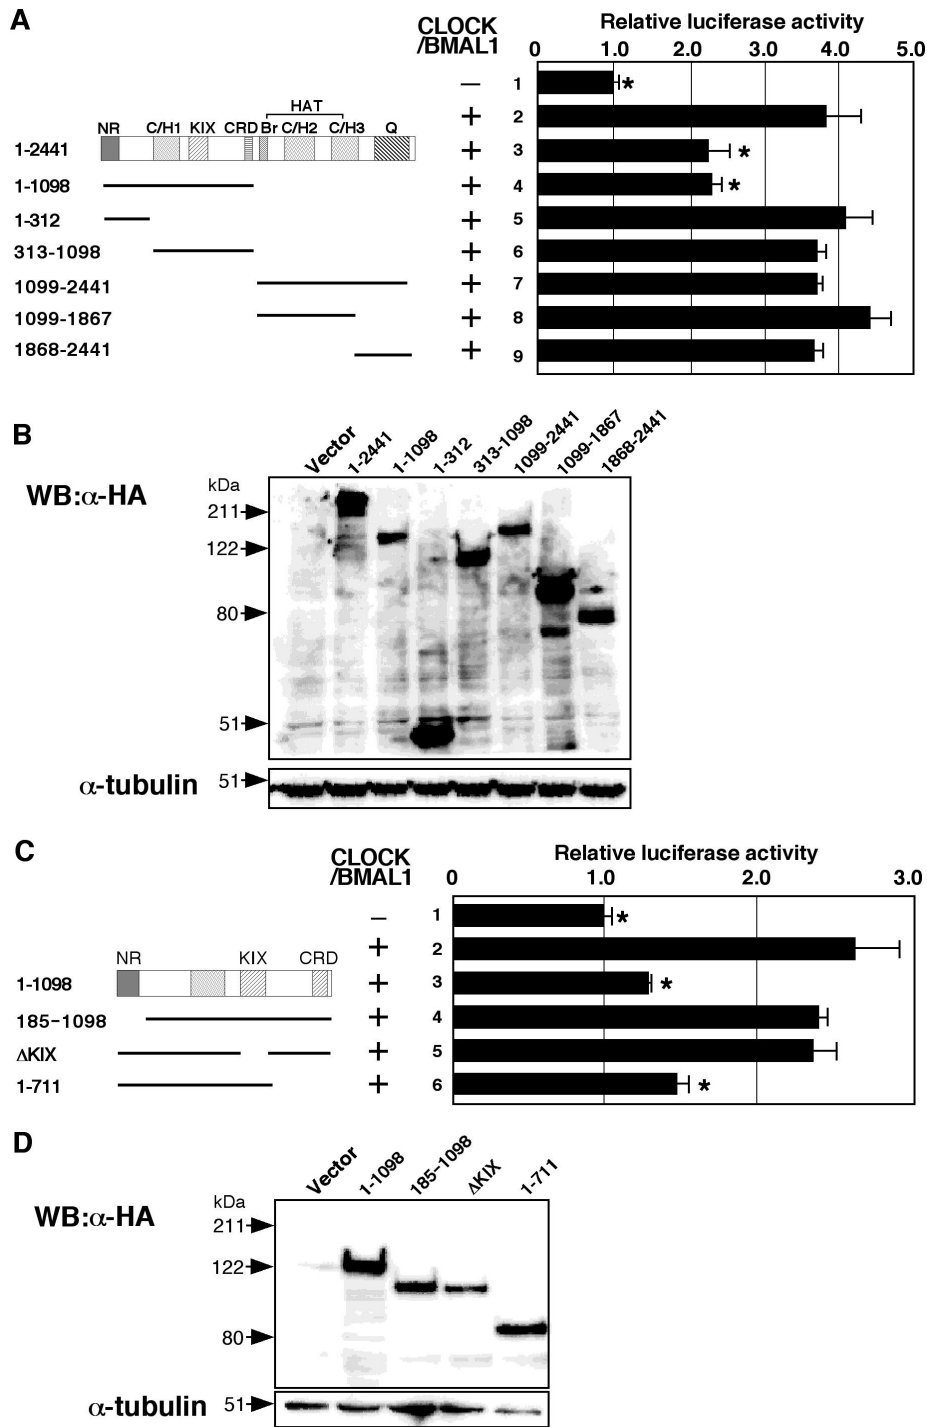 A
CLOCK
/BMAL1
Relative luciferase activity
0 1.0 2.0 3.0 4.0 5.0
– 1 *
HAT
NR C/H1 KIX CRD Br C/H2 C/H3 Q
+ 2
1-2441 + 3 *
1-1098 + 4 *
1-312 + 5
313-1098 + 6
1099-2441 + 7
1099-1867 + 8
1868-2441 + 9
B
Vector 1-2441 1-1098 1-312 313-1098 1099-2441 1099-1867 1868-2441
WB:α-HA
kDa
211
122
80
51
α-tubulin 51
C
CLOCK
/BMAL1
Relative luciferase activity
0 1.0 2.0 3.0
– 1 *
+ 2
NR KIX CRD
1-1098 + 3 *
185-1098 + 4
ΔKIX + 5
1-711 + 6 *
D
Vector 1-1098 185-1098 ΔKIX 1-711
WB:α-HA
kDa
211
122
80
α-tubulin 51